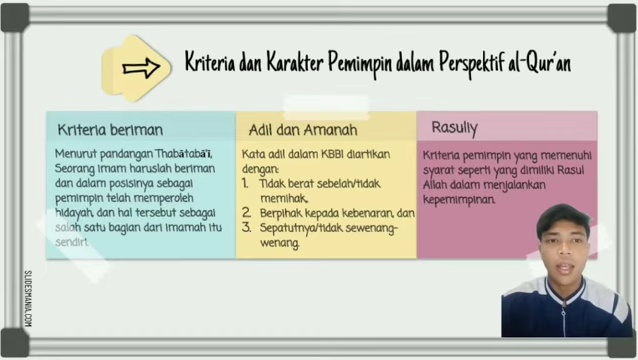 Kriteria dan Karakter Pemimpin dalam Perspektif al-Qur'an
Kriteria beriman
Menurut pandangan Thabātabā'ī,
Seorang imam haruslah beriman
dan dalam posisinya sebagai
pemimpin telah memperoleh
hidayah, dan hal tersebut sebagai
salah satu bagian dari imamah itu
sendiri.
Adil dan Amanah
Kata adil dalam KBBI diartikan
dengan:
1. Tidak berat sebelah/tidak
memihak,
2. Berpihak kepada kebenaran, dan
3. Sepatutnya/tidak sewenang-
wenang.
Rasuliy
Kriteria pemimpin yang memenuhi
syarat seperti yang dimiliki Rasul
Allah dalam menjalankan
kepemimpinan.
SLIDESMANIA.COM